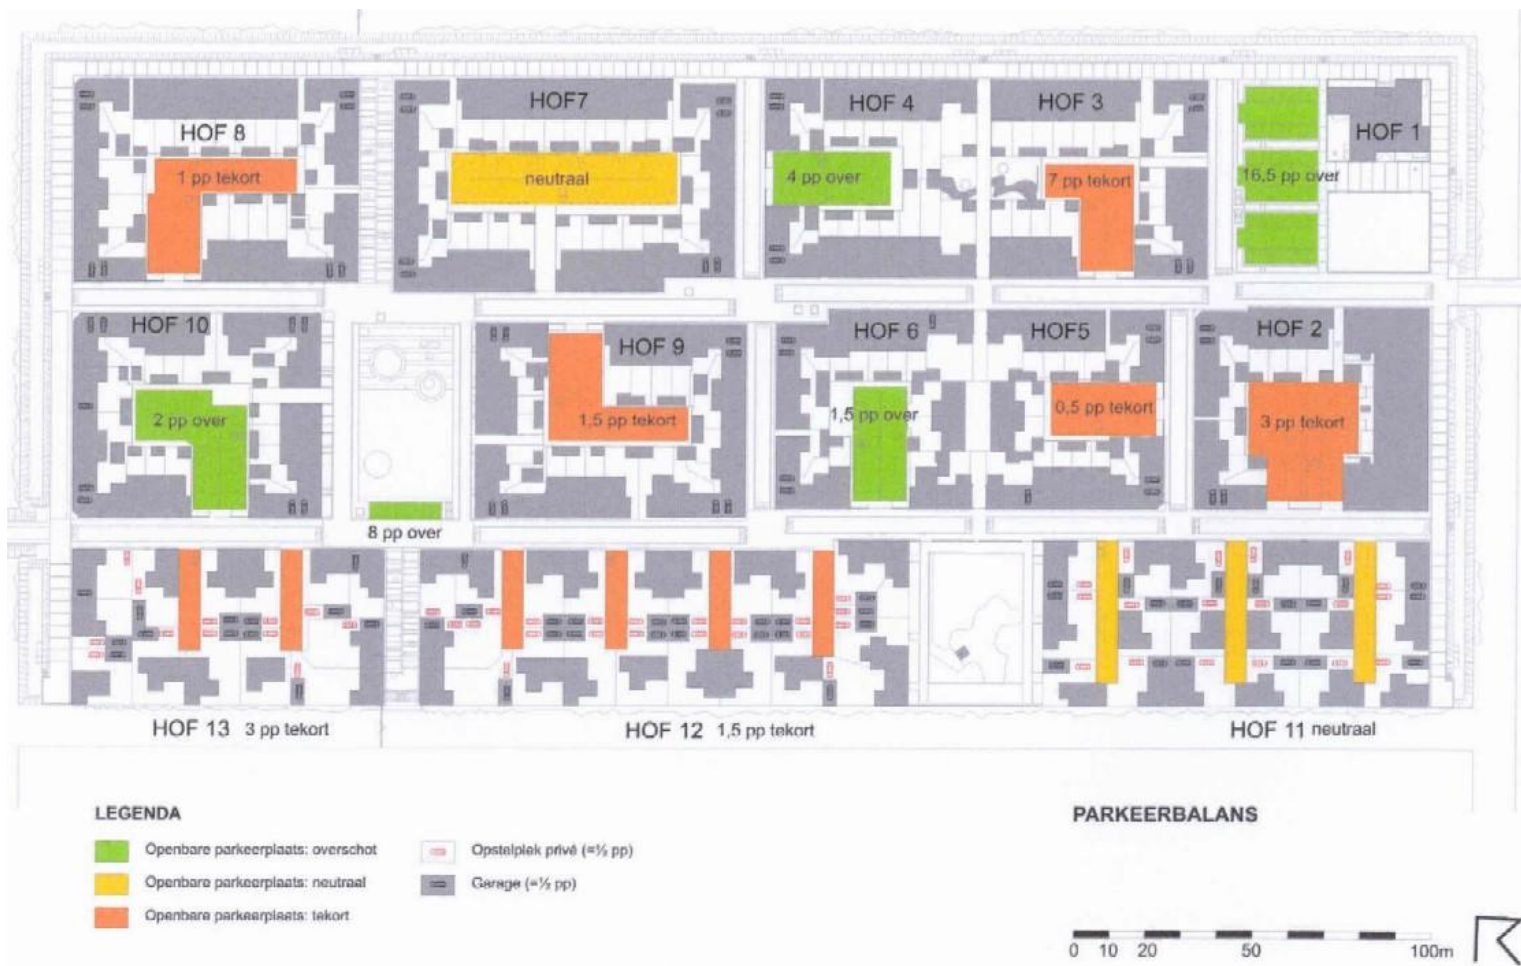 HOF 8
1 pp tekort
HOF7
neutraal
HOF 4
4 pp over
HOF 3
7 pp tekort
HOF 1
16,5 pp over
HOF 10
2 pp over
8 pp over
HOF 9
1,5 pp tekort
HOF 6
1,5 pp over
HOF5
0,5 pp tekort
HOF 2
3 pp tekort
HOF 13 3 pp tekort
HOF 12 1,5 pp tekort
HOF 11 neutraal
LEGENDA
Openbare parkeerplaats: overschot
Openbare parkeerplaats: neutraal
Openbare parkeerplaats: tekort
Opstelplek privé (=½ pp)
Garage (=½ pp)
PARKEERBALANS
0 10 20 50 100m